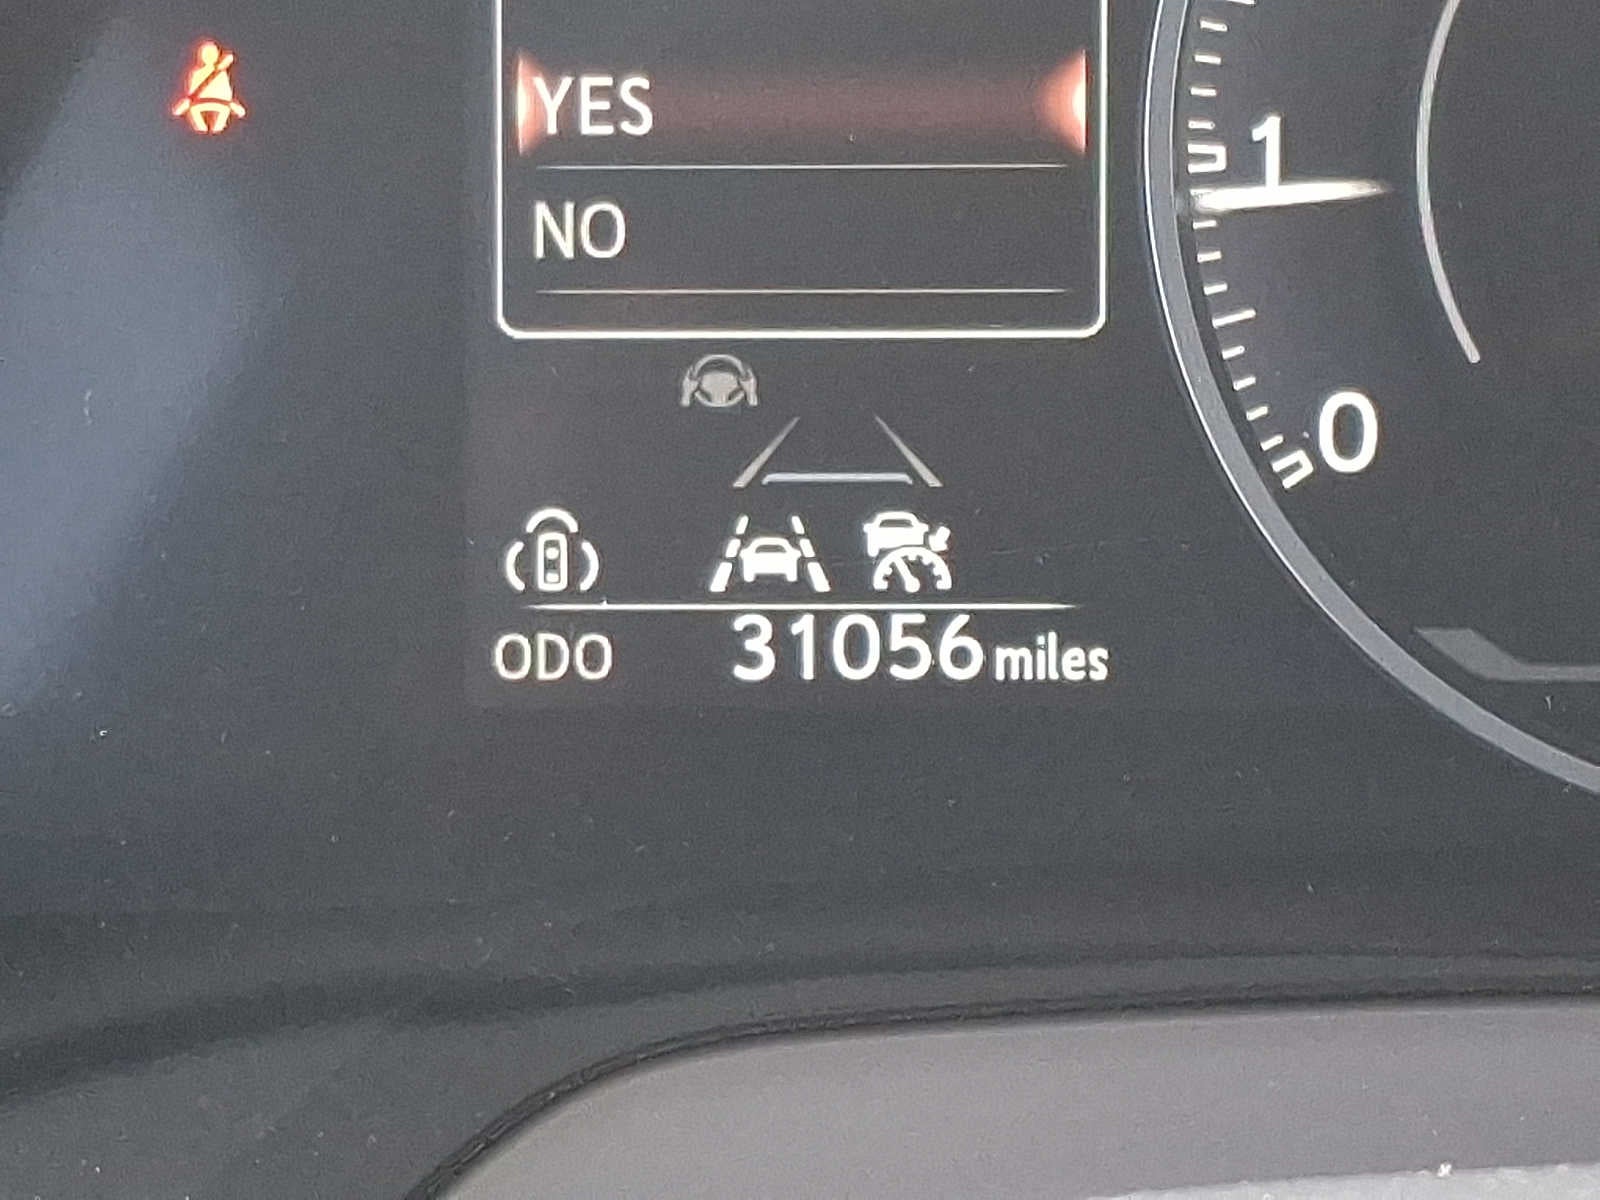 YES
NO
1
0
ODO 31056 miles